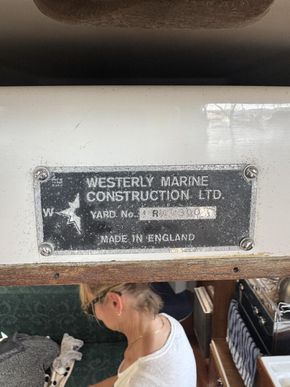 WESTERLY MARINE
CONSTRUCTION LTD.
W
YARD No.
MADE IN ENGLAND